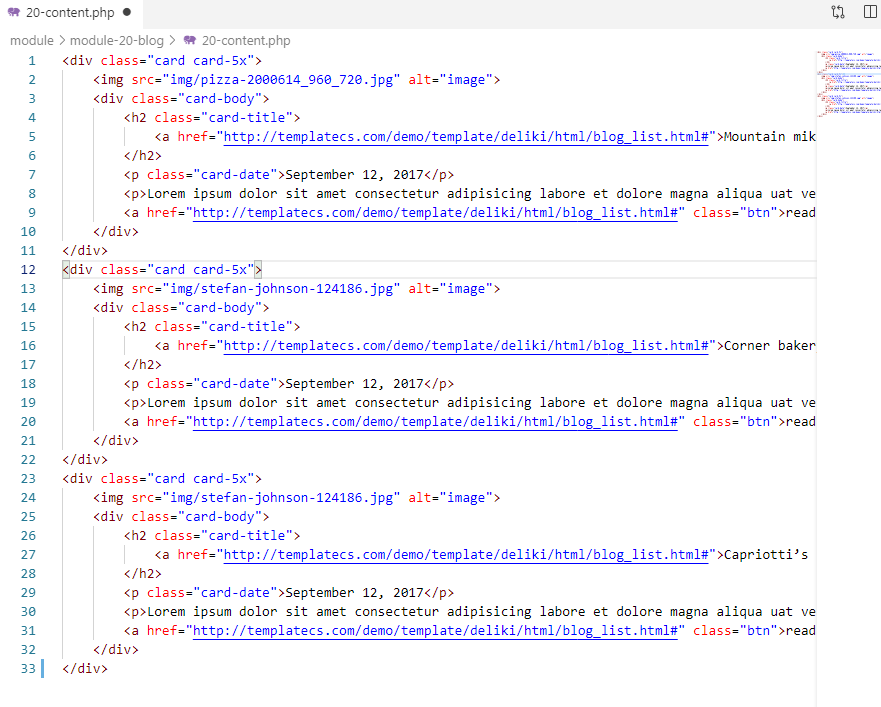 20-content.php
module > module-20-blog > 20-content.php
1 <div class="card card-5x">
2 <img src="img/pizza-2000614_960_720.jpg" alt="image">
3 <div class="card-body">
4 <h2 class="card-title">
5 <a href="http://templatecs.com/demo/template/deliki/html/blog_list.html#">Mountain mik
6 </h2>
7 <p class="card-date">September 12, 2017</p>
8 <p>Lorem ipsum dolor sit amet consectetur adipisicing labore et dolore magna aliqua uat ve
9 <a href="http://templatecs.com/demo/template/deliki/html/blog_list.html#" class="btn">read
10 </div>
11 </div>
12 <div class="card card-5x">
13 <img src="img/stefan-johnson-124186.jpg" alt="image">
14 <div class="card-body">
15 <h2 class="card-title">
16 <a href="http://templatecs.com/demo/template/deliki/html/blog_list.html#">Corner baker
17 </h2>
18 <p class="card-date">September 12, 2017</p>
19 <p>Lorem ipsum dolor sit amet consectetur adipisicing labore et dolore magna aliqua uat ve
20 <a href="http://templatecs.com/demo/template/deliki/html/blog_list.html#" class="btn">read
21 </div>
22 </div>
23 <div class="card card-5x">
24 <img src="img/stefan-johnson-124186.jpg" alt="image">
25 <div class="card-body">
26 <h2 class="card-title">
27 <a href="http://templatecs.com/demo/template/deliki/html/blog_list.html#">Capriotti’s
28 </h2>
29 <p class="card-date">September 12, 2017</p>
30 <p>Lorem ipsum dolor sit amet consectetur adipisicing labore et dolore magna aliqua uat ve
31 <a href="http://templatecs.com/demo/template/deliki/html/blog_list.html#" class="btn">read
32 </div>
33 </div>